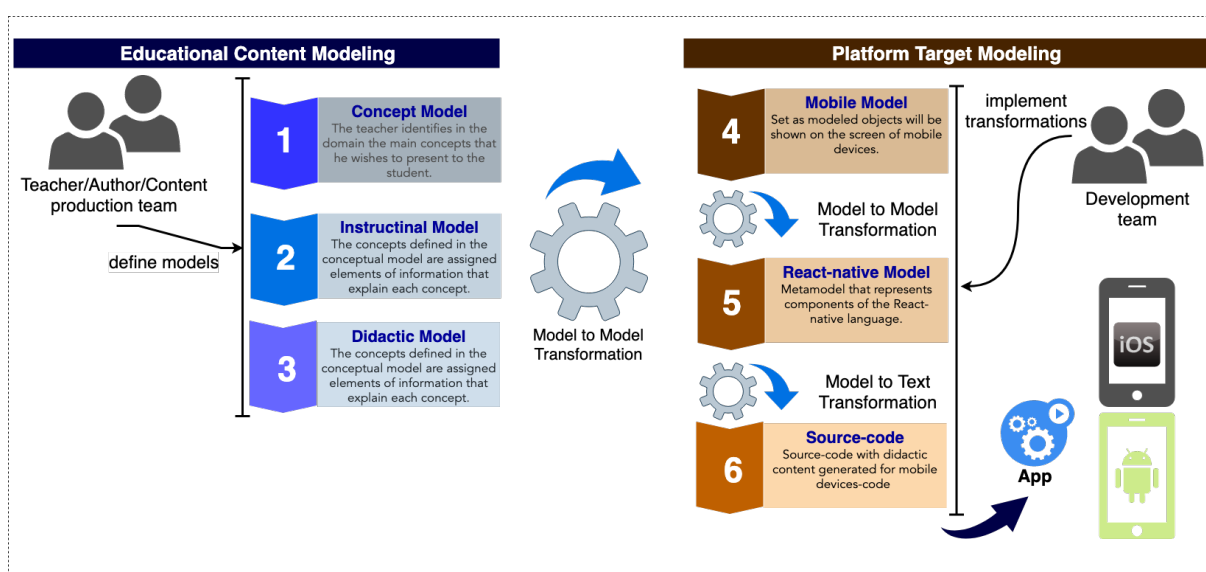 Educational Content Modeling
Teacher/Author/Content
production team
define models
1
Concept Model
The teacher identifies in the
domain the main concepts that
he wishes to present to the
student.
2
Instructinal Model
The concepts defined in the
conceptual model are assigned
elements of information that
explain each concept.
3
Didactic Model
The concepts defined in the
conceptual model are assigned
elements of information that
explain each concept.
Model to Model
Transformation
Platform Target Modeling
4
Mobile Model
Set as modeled objects will be
shown on the screen of mobile
devices.
Model to Model
Transformation
5
React-native Model
Metamodel that represents
components of the React-
native language.
Model to Text
Transformation
6
Source-code
Source-code with didactic
content generated for mobile
devices-code
implement
transformations
Development
team
iOS
App